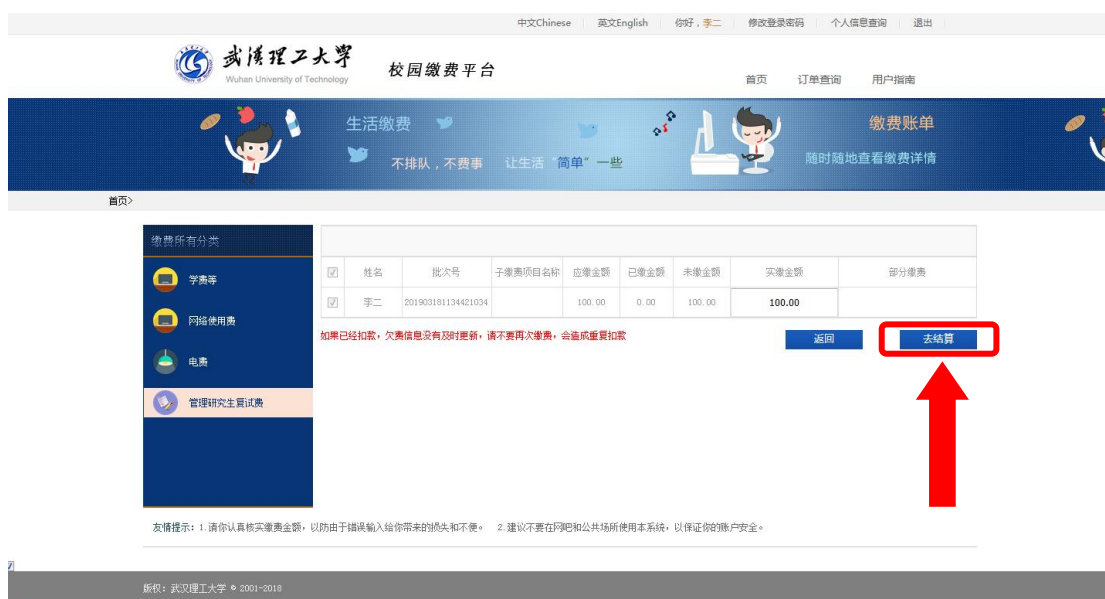 中文Chinese 英文English 你好，李二 修改登录密码 个人信息查询 退出
武汉理工大学
Wuhan University of Technology
校园缴费平台
首页 订单查询 用户指南
生活缴费
不排队，不费事 让生活“简单”一些
缴费账单
随时随地查看缴费详情
首页>
缴费所有分类
学费等
网络使用费
电费
管理研究生复试费
姓名 批次号 子缴费项目名称 应缴金额 已缴金额 未缴金额 实缴金额 部分缴费
李二 201903181134421034 100.00 0.00 100.00 100.00
如果已经扣款，欠费信息没有及时更新，请不要再次缴费，会造成重复扣款
返回 去结算
友情提示：1.请你认真核实缴费金额，以防由于错误输入给你带来的损失和不便。 2.建议不要在网吧和公共场所使用本系统，以保证你的账户安全。
版权：武汉理工大学 © 2001-2018